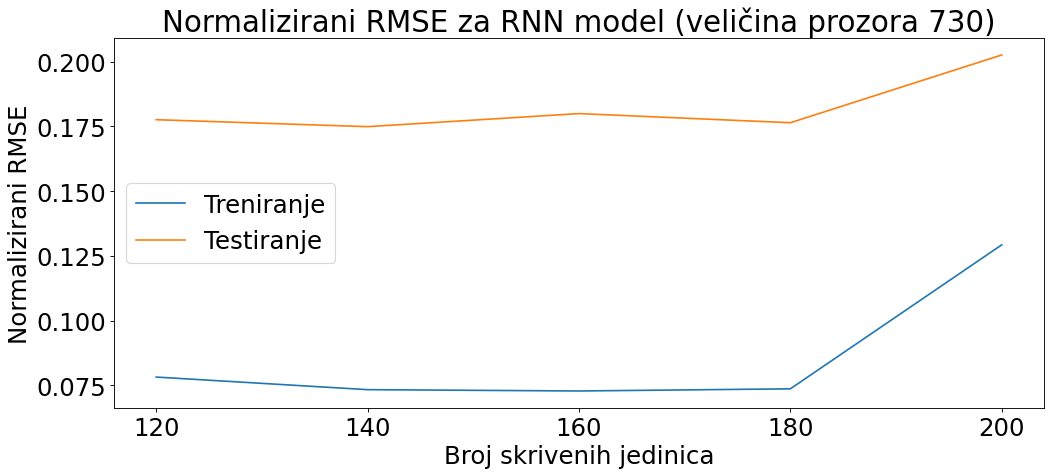 Normalizirani RMSE za RNN model (veličina prozora 730)
Normalizirani RMSE
0.200
0.175
0.150
0.125
0.100
0.075
Treniranje
Testiranje
120 140 160 180 200
Broj skrivenih jedinica